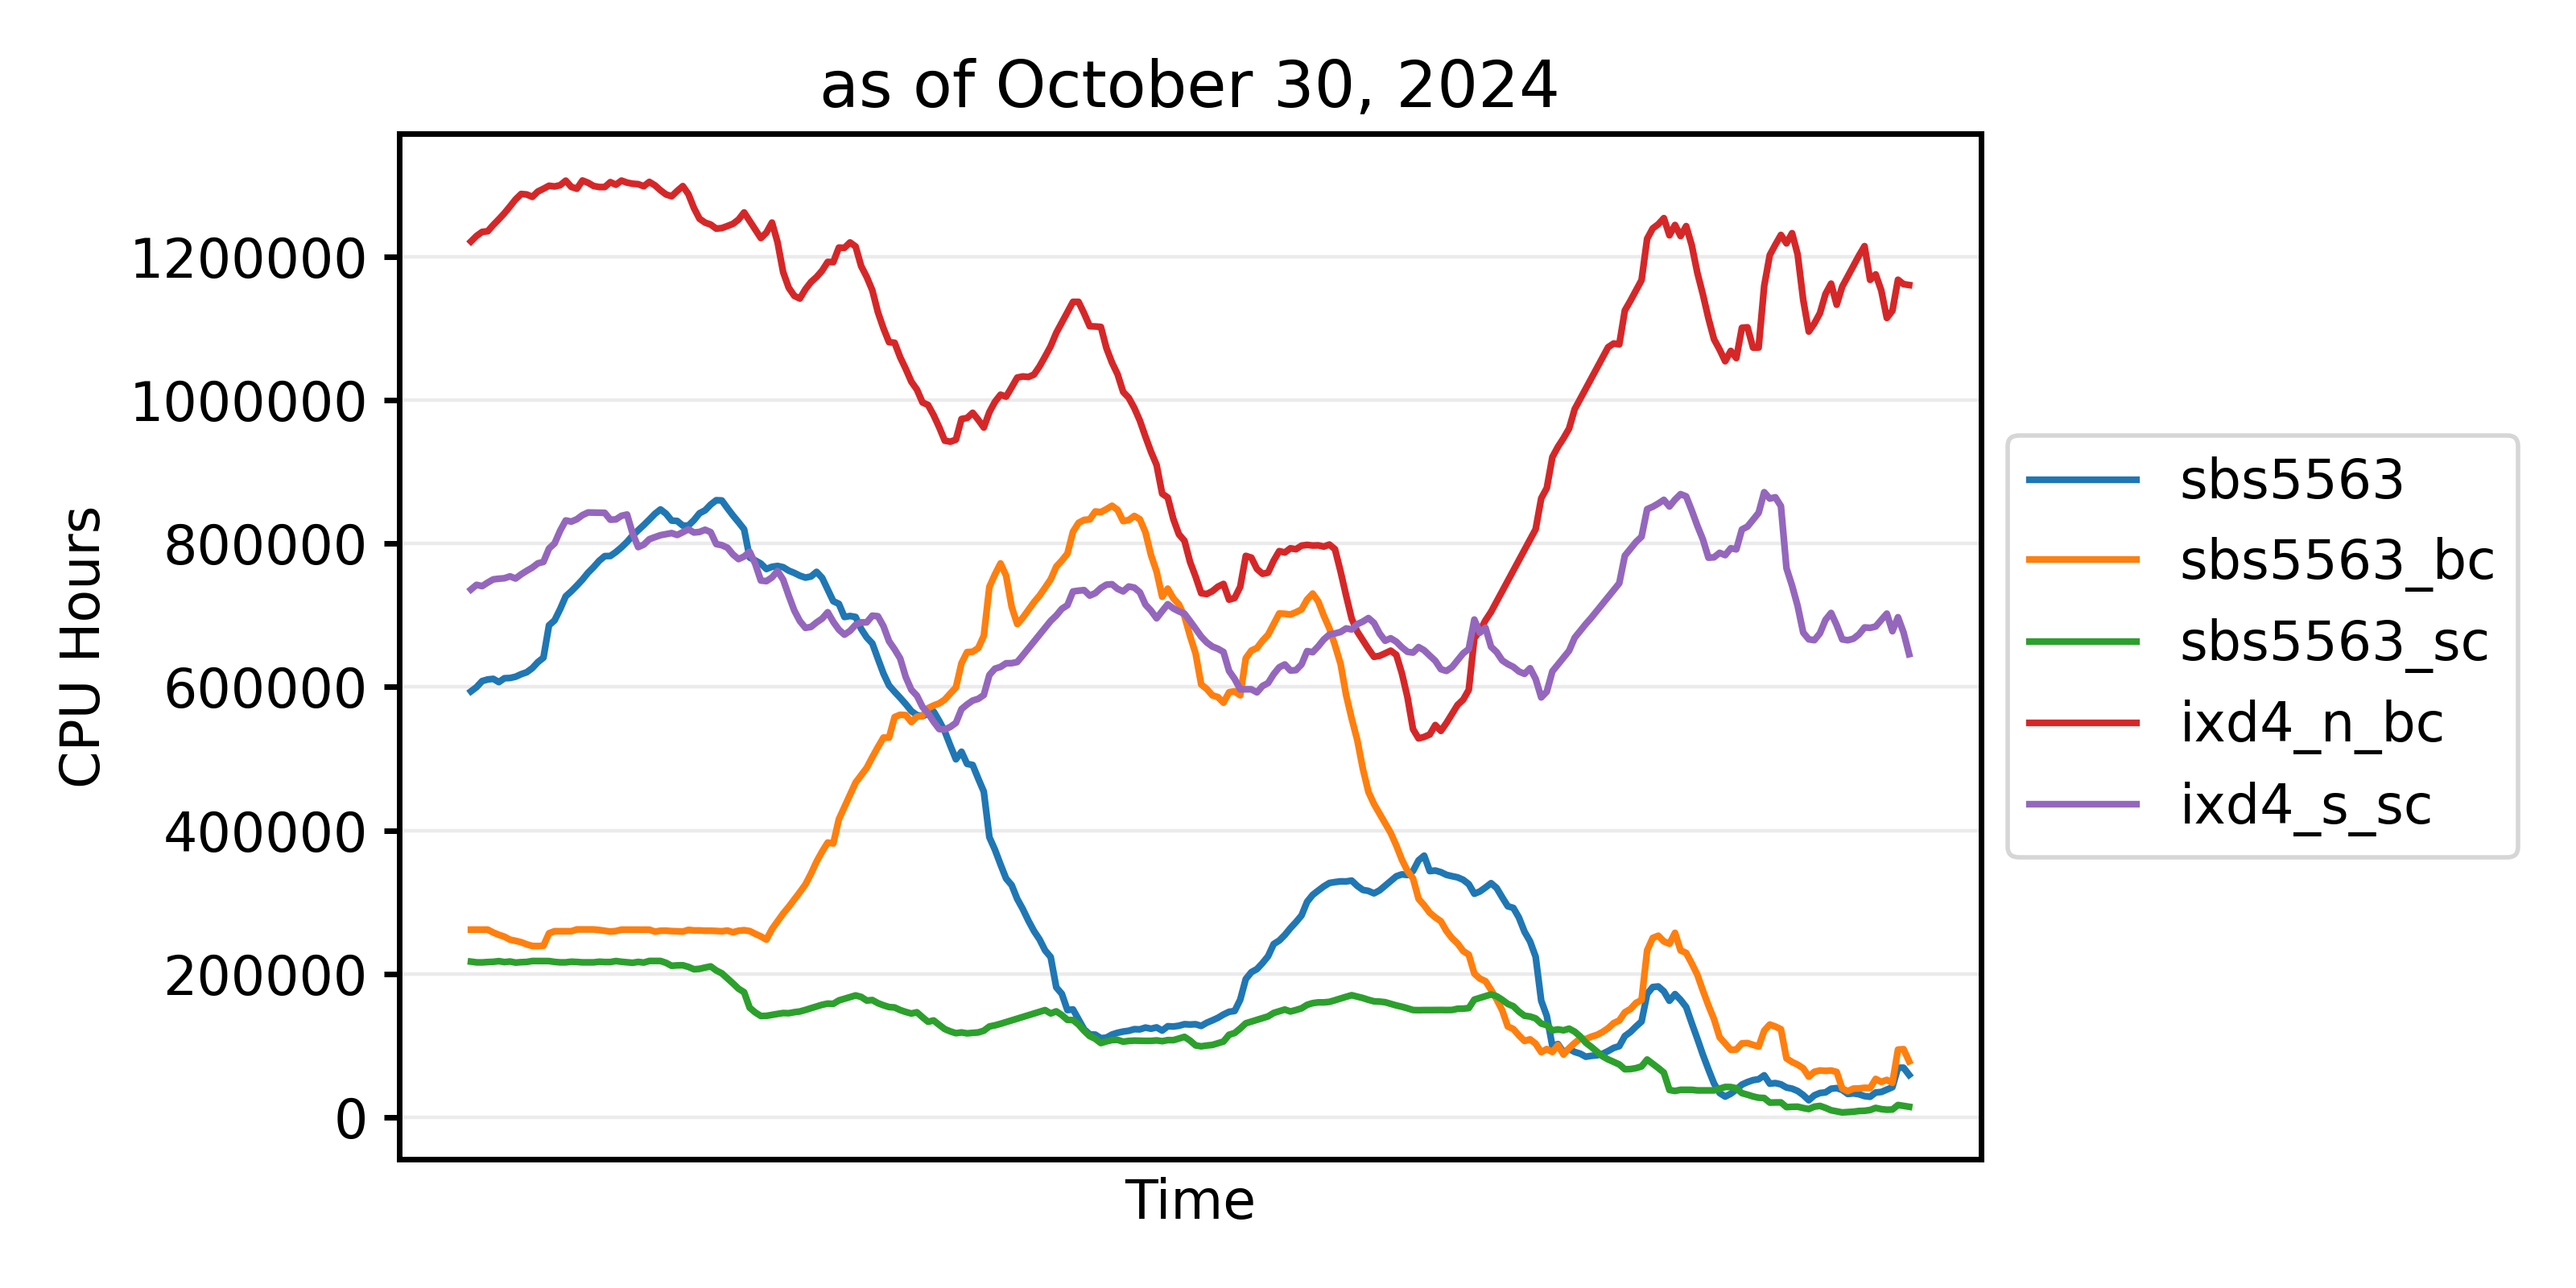 as of October 30, 2024
1200000
1000000
800000
600000
400000
200000
0
CPU Hours
Time
sbs5563
sbs5563_bc
sbs5563_sc
ixd4_n_bc
ixd4_s_sc